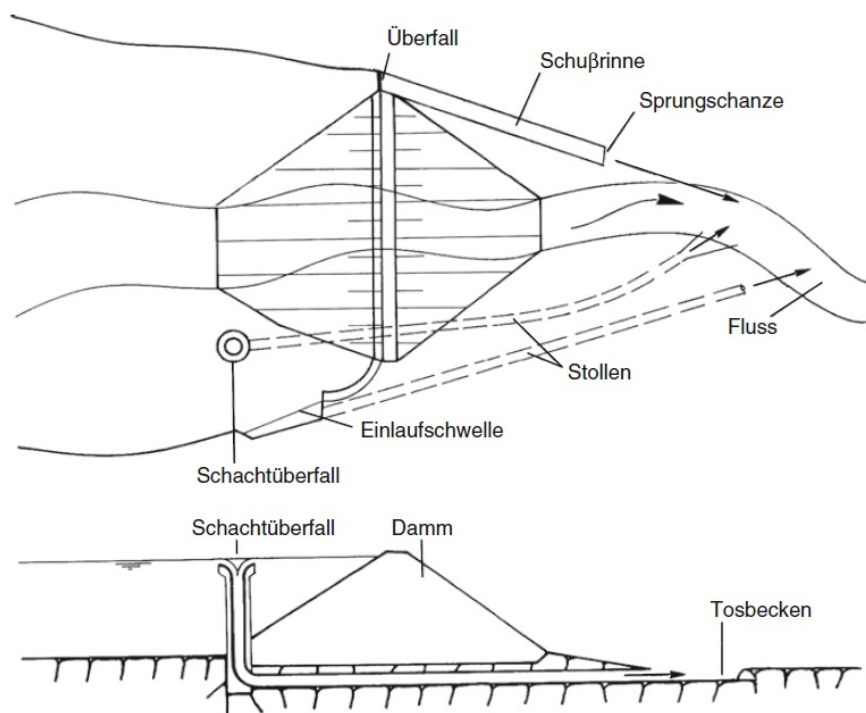 Überfall
Schuβrinne
Sprungschanze
Fluss
Stollen
Einlaufschwelle
Schachtüberfall
Schachtüberfall
Damm
Tosbecken